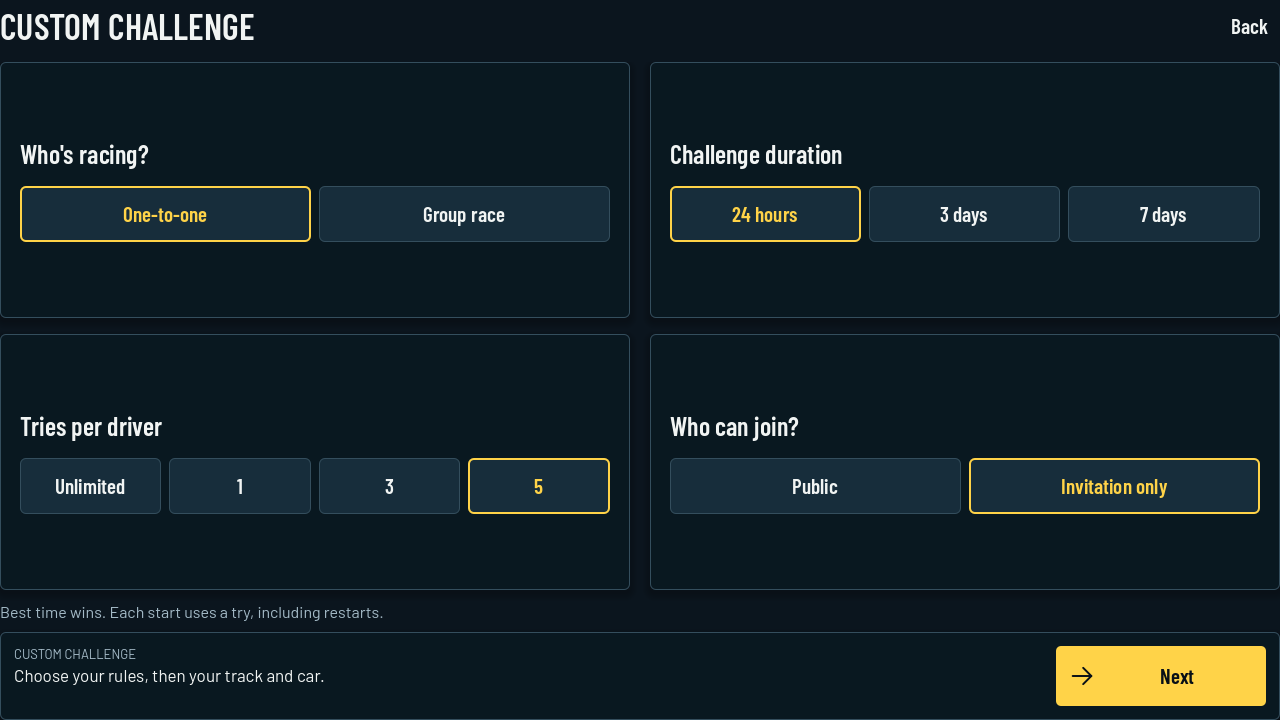 CUSTOM CHALLENGE
Back
Who's racing?
One-to-one
Group race
Challenge duration
24 hours
3 days
7 days
Tries per driver
Unlimited
1
3
5
Who can join?
Public
Invitation only
Best time wins. Each start uses a try, including restarts.
CUSTOM CHALLENGE
Choose your rules, then your track and car.
Next